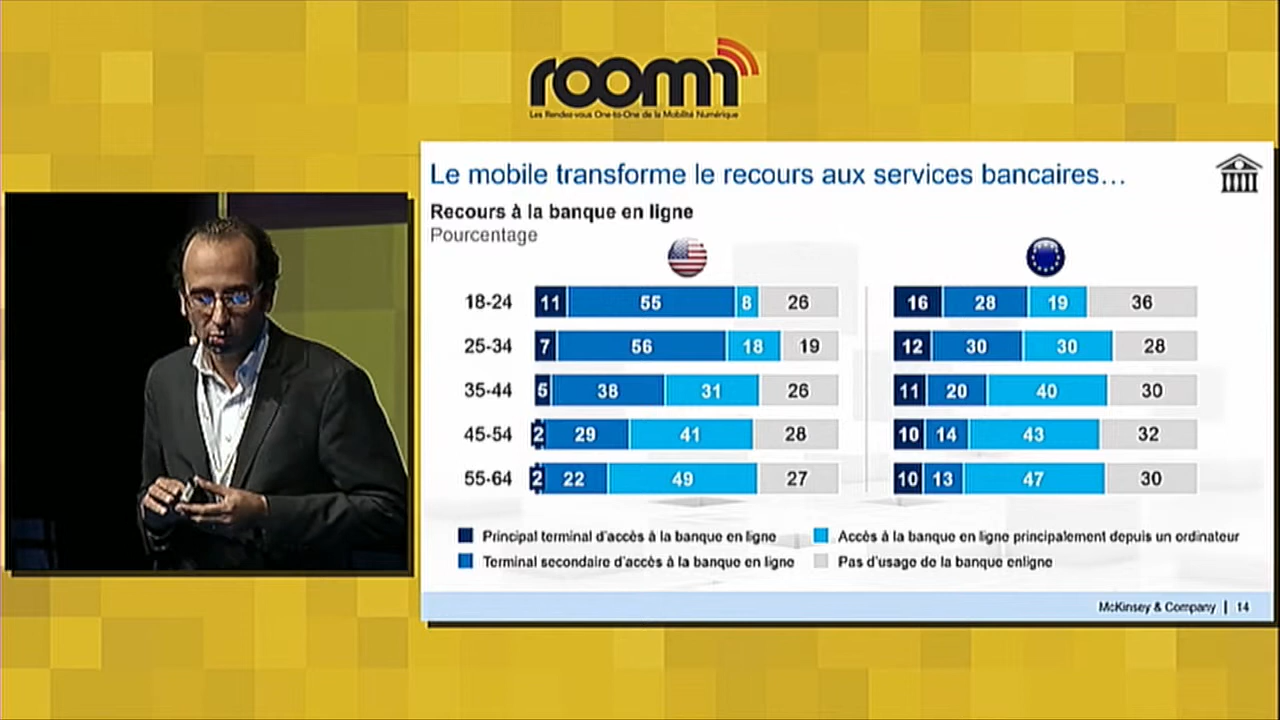 roomn
Les Rendez-vous One-to-One de la Mobilité Numérique
Le mobile transforme le recours aux services bancaires…
Recours à la banque en ligne
Pourcentage
18-24 11 55 8 26 16 28 19 36
25-34 7 56 18 19 12 30 30 28
35-44 5 38 31 26 11 20 40 30
45-54 2 29 41 28 10 14 43 32
55-64 2 22 49 27 10 13 47 30
Principal terminal d'accès à la banque en ligne Accès à la banque en ligne principalement depuis un ordinateur
Terminal secondaire d'accès à la banque en ligne Pas d'usage de la banque enligne
McKinsey & Company | 14